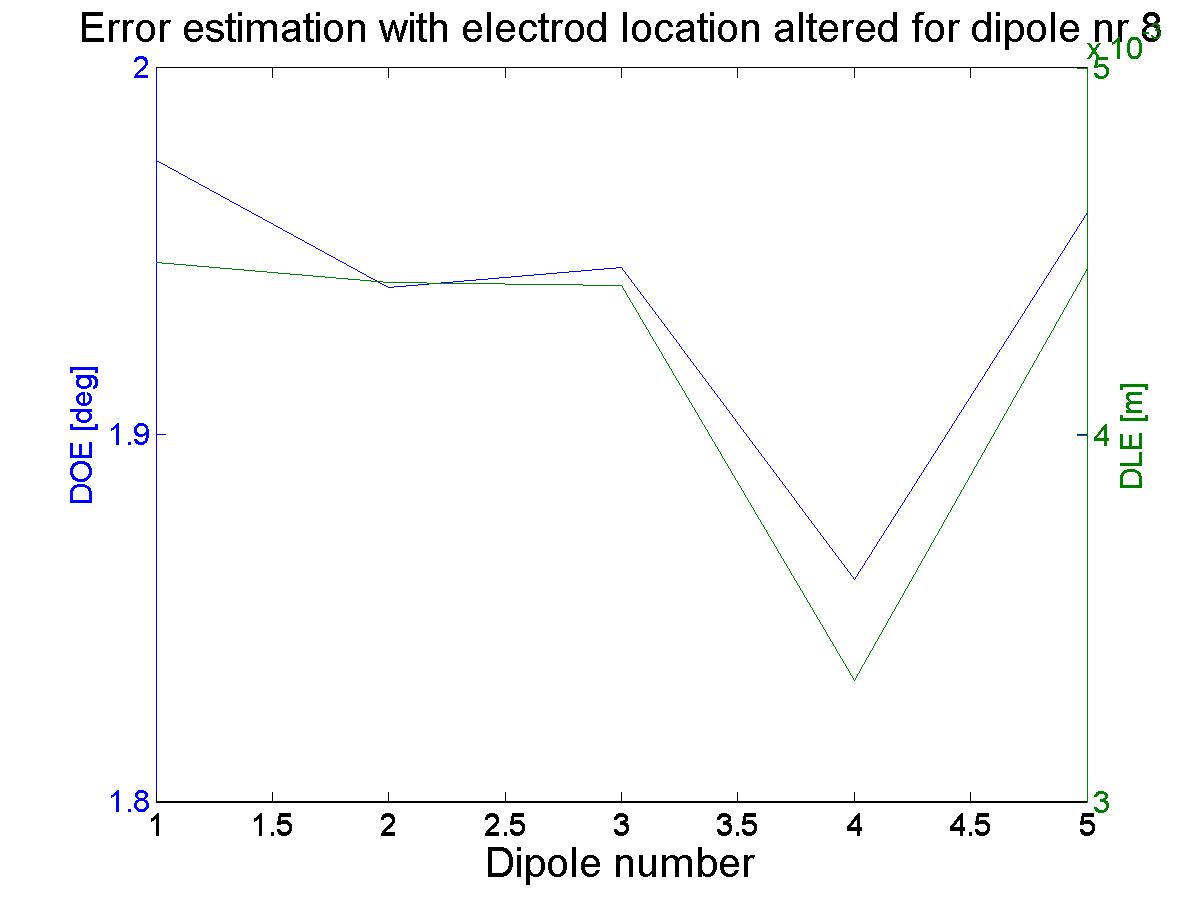 Error estimation with electrod location altered for dipole nr 8
x 10
2
5
DOE [deg]
1.9
4
DLE [m]
1.8
3
1 1.5 2 2.5 3 3.5 4 4.5 5
Dipole number